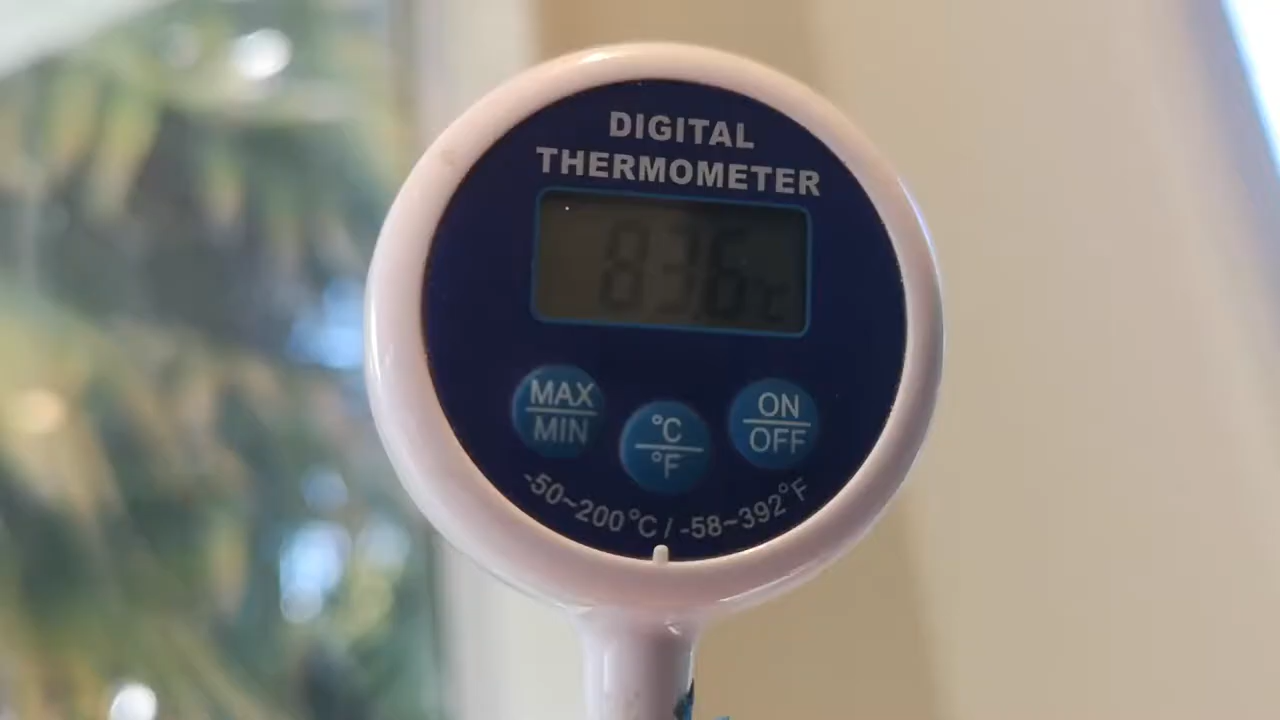 DIGITAL
THERMOMETER
83.6°C
MAX
MIN
°C
°F
ON
OFF
-50~200°C / -58~392°F